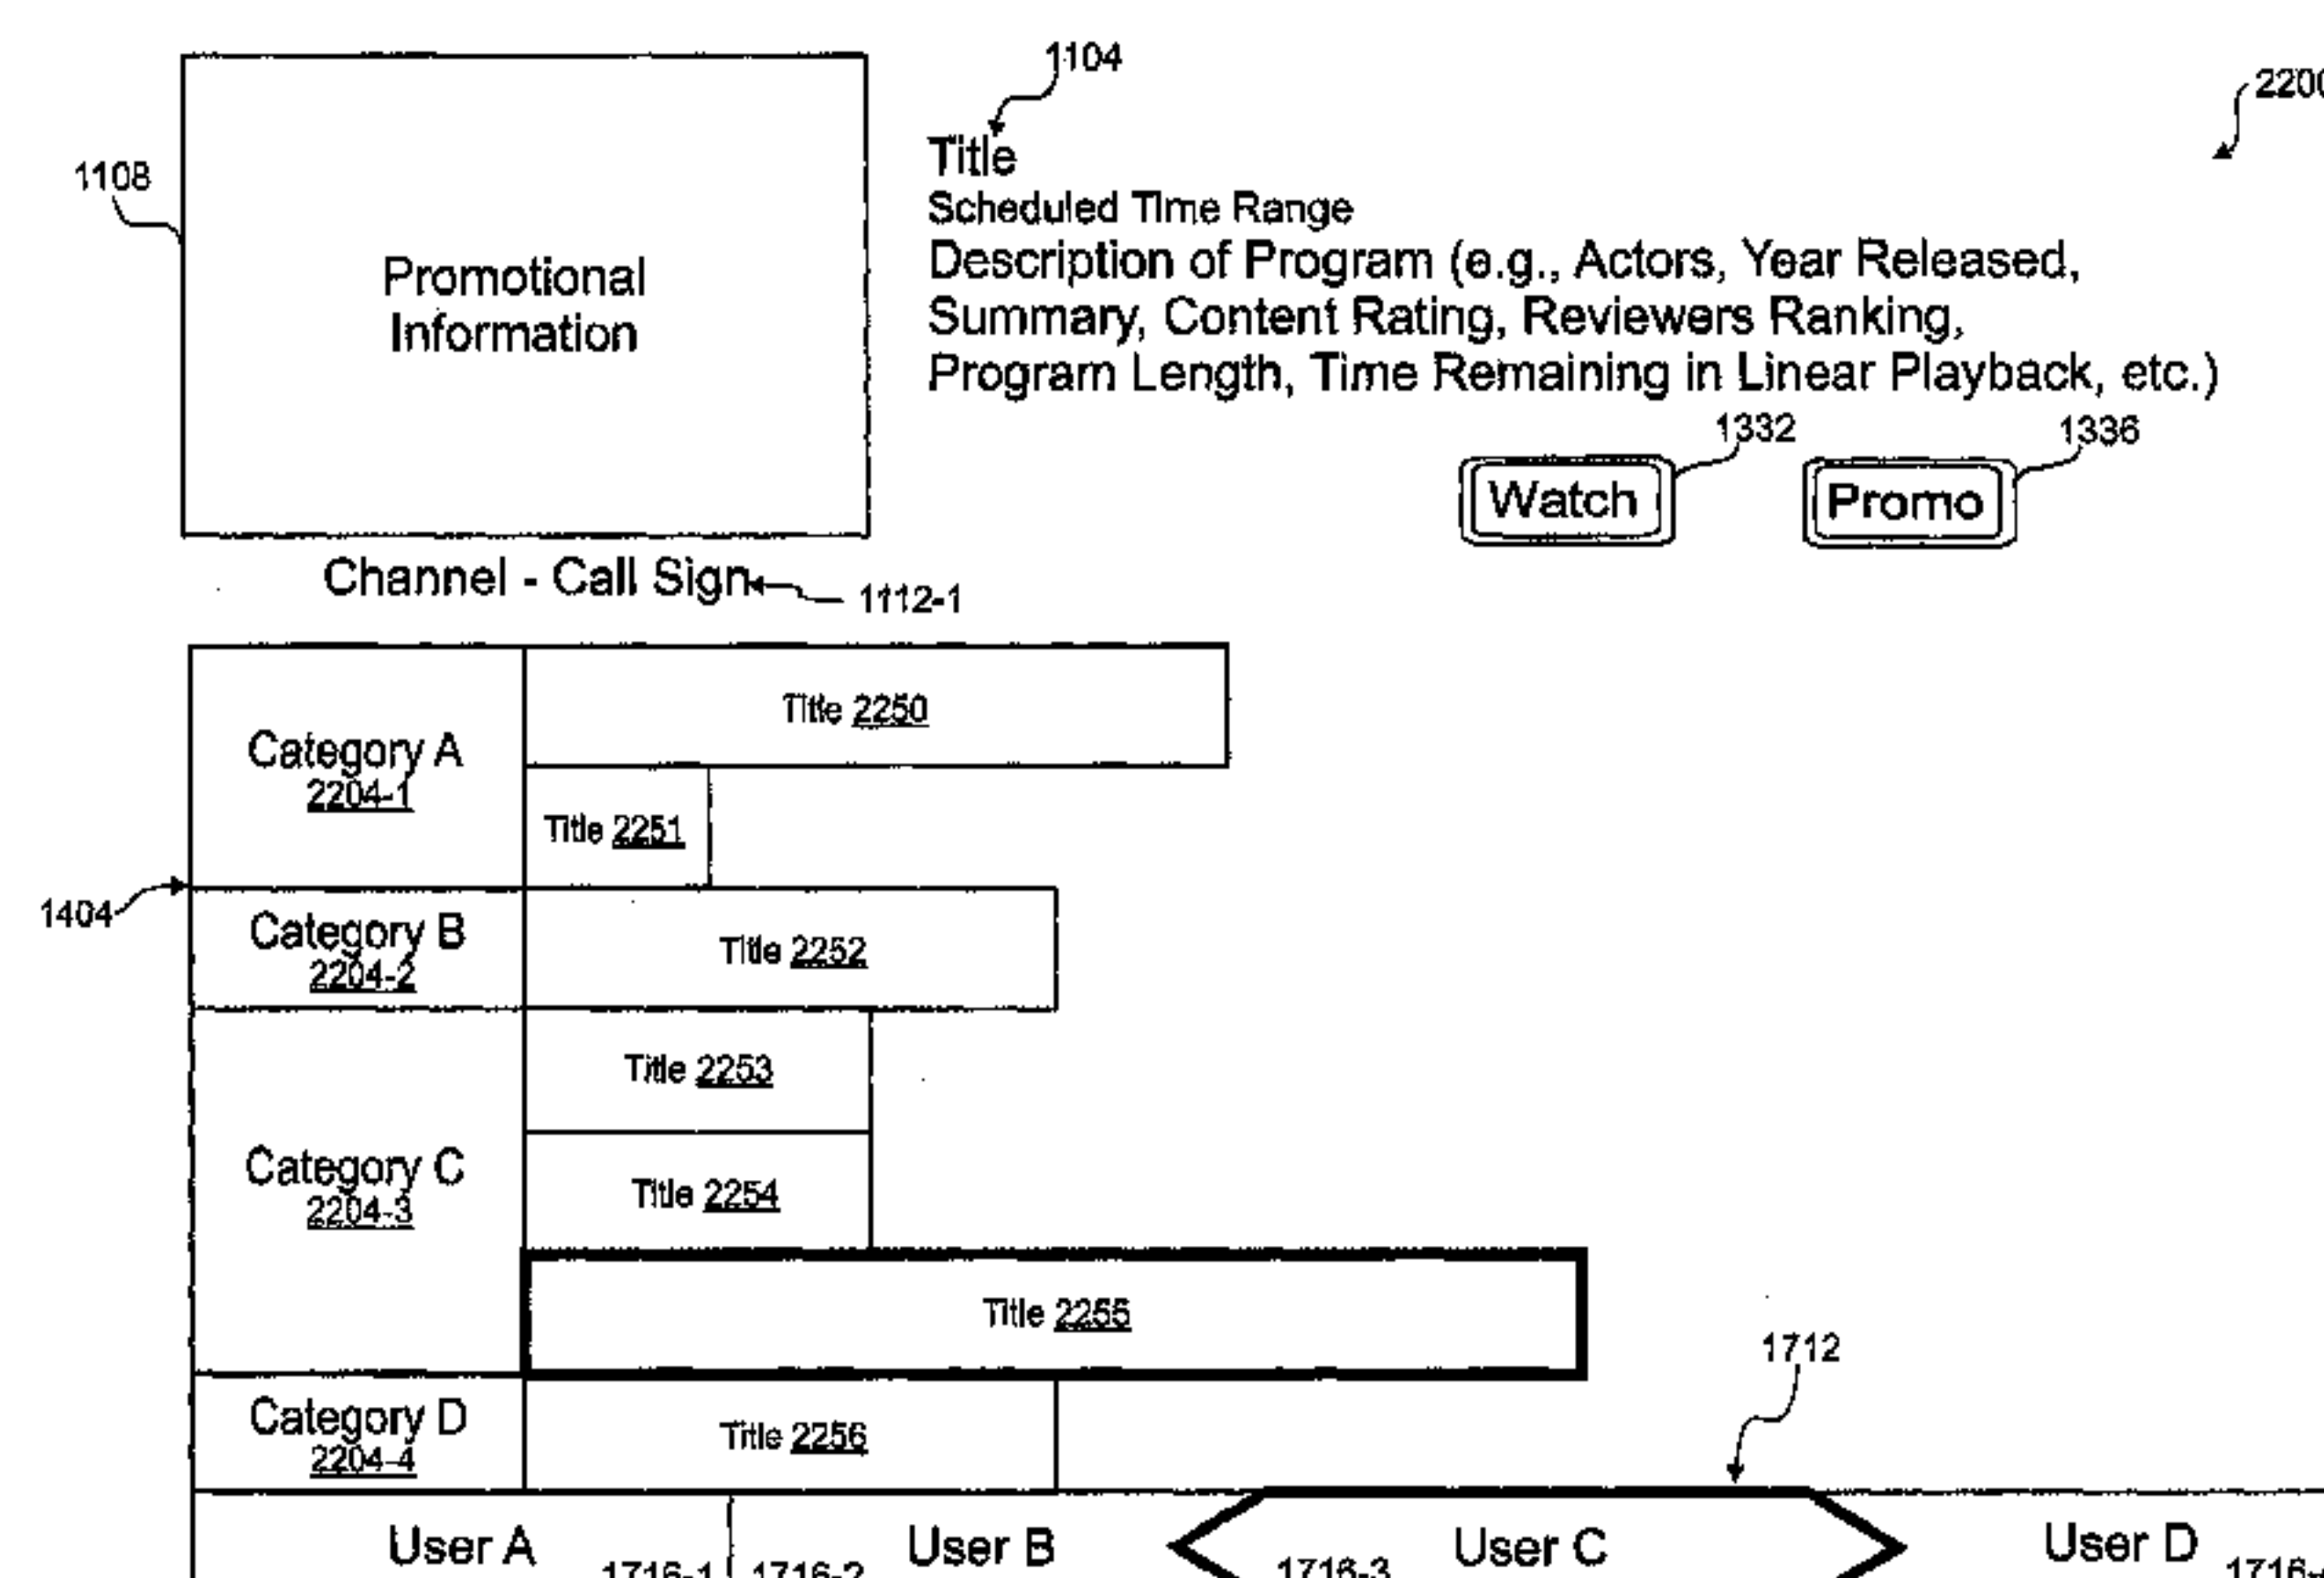 1104
2200
1108
Title
Scheduled Time Range
Description of Program (e.g., Actors, Year Released,
Summary, Content Rating, Reviewers Ranking,
Program Length, Time Remaining in Linear Playback, etc.)
Promotional
Information
1332
1336
Watch
Promo
Channel - Call Sign
1112-1
Title 2250
Category A
2204-1
Title 2251
1404
Category B
2204-2
Title 2252
Title 2253
Category C
2204-3
Title 2254
Title 2255
1712
Category D
2204-4
Title 2256
User A
User B
User C
User D
1716-1
1716-2
1716-3